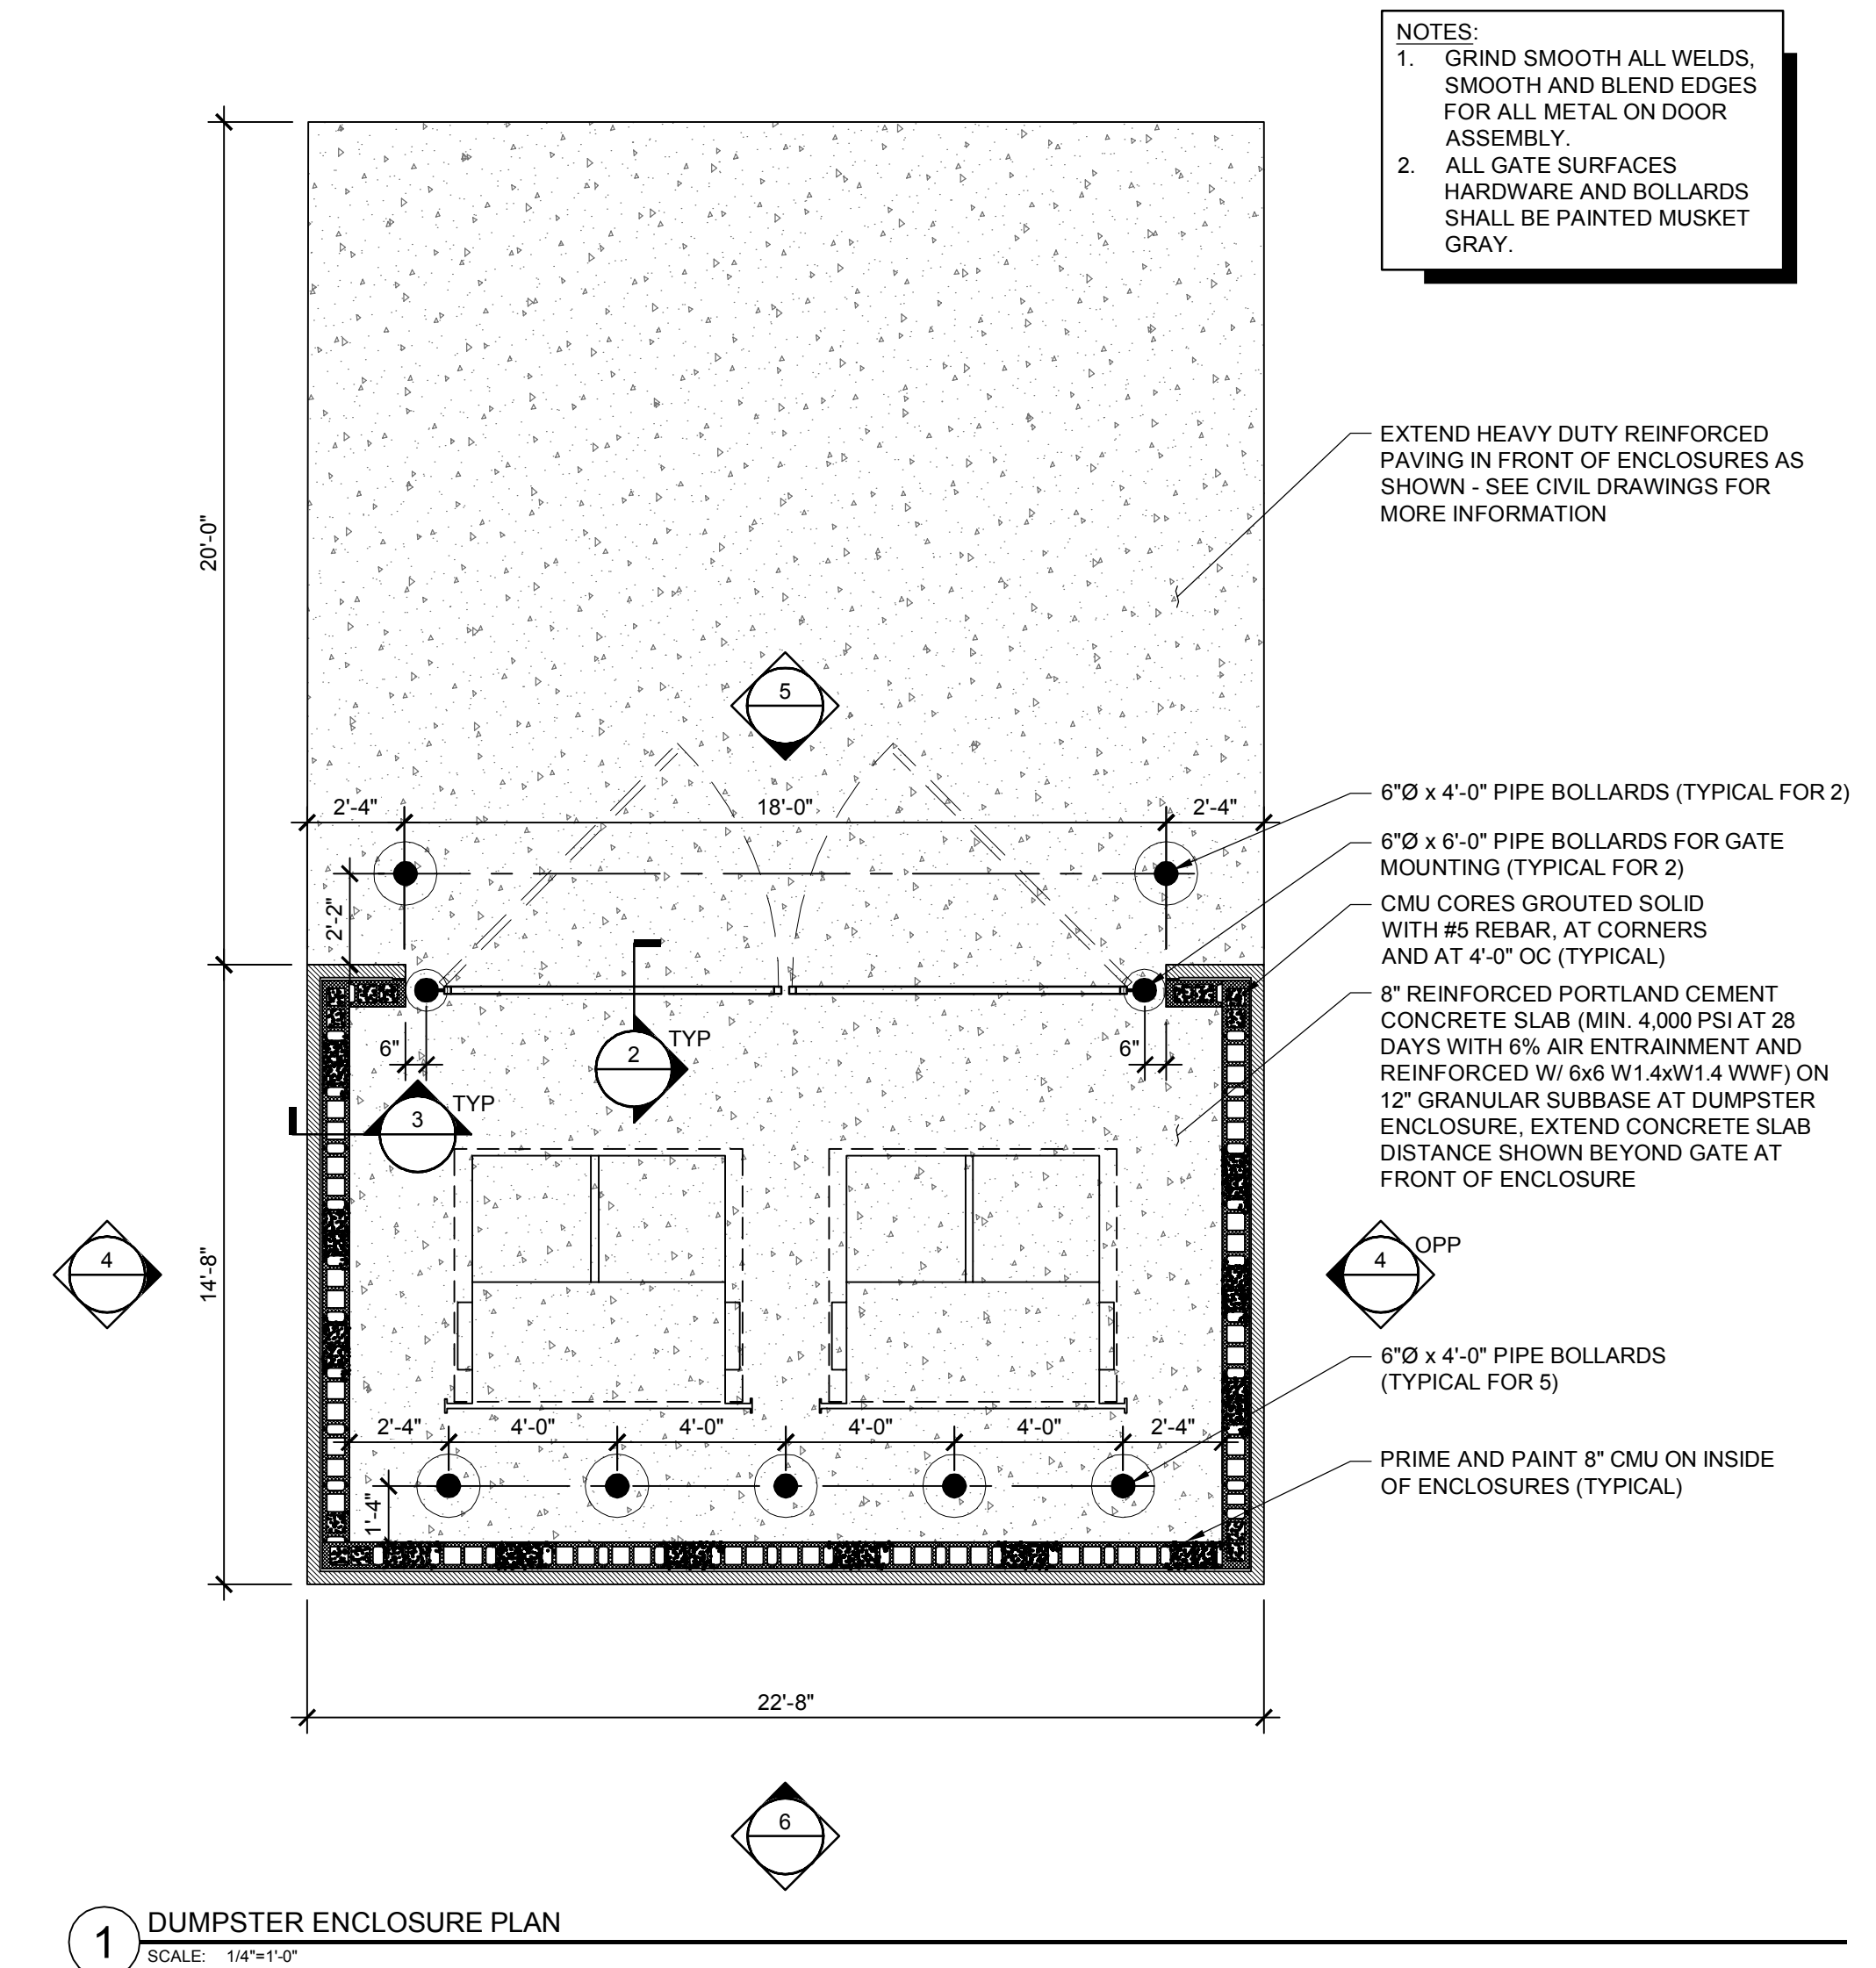 NOTES:
1. GRIND SMOOTH ALL WELDS,
SMOOTH AND BLEND EDGES
FOR ALL METAL ON DOOR
ASSEMBLY.
2. ALL GATE SURFACES
HARDWARE AND BOLLARDS
SHALL BE PAINTED MUSKET
GRAY.
EXTEND HEAVY DUTY REINFORCED
PAVING IN FRONT OF ENCLOSURES AS
SHOWN - SEE CIVIL DRAWINGS FOR
MORE INFORMATION
20'-0"
5
2'-4"
18'-0"
2'-4"
6"Ø x 4'-0" PIPE BOLLARDS (TYPICAL FOR 2)
6"Ø x 6'-0" PIPE BOLLARDS FOR GATE
MOUNTING (TYPICAL FOR 2)
2'-2"
CMU CORES GROUTED SOLID
WITH #5 REBAR, AT CORNERS
AND AT 4'-0" OC (TYPICAL)
8" REINFORCED PORTLAND CEMENT
CONCRETE SLAB (MIN. 4,000 PSI AT 28
DAYS WITH 6% AIR ENTRAINMENT AND
REINFORCED W/ 6x6 W1.4xW1.4 WWF) ON
12" GRANULAR SUBBASE AT DUMPSTER
ENCLOSURE, EXTEND CONCRETE SLAB
DISTANCE SHOWN BEYOND GATE AT
FRONT OF ENCLOSURE
6"
2
TYP
6"
3
TYP
4
14'-8"
4
OPP
6"Ø x 4'-0" PIPE BOLLARDS
(TYPICAL FOR 5)
2'-4"
4'-0"
4'-0"
4'-0"
4'-0"
2'-4"
1'-4"
PRIME AND PAINT 8" CMU ON INSIDE
OF ENCLOSURES (TYPICAL)
22'-8"
6
1
DUMPSTER ENCLOSURE PLAN
SCALE: 1/4"=1'-0"